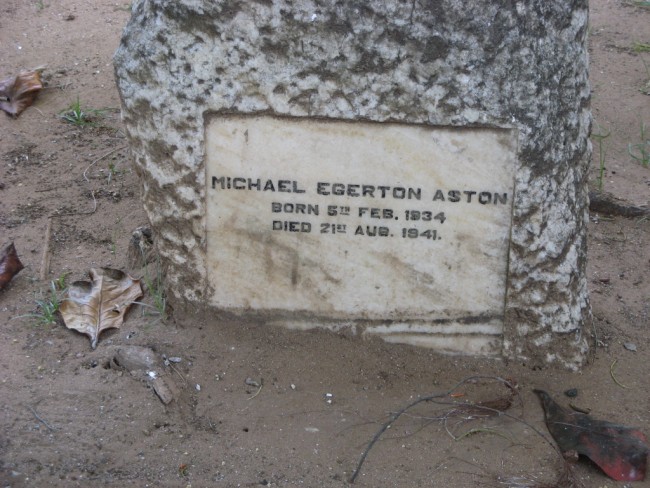 MICHAEL EGERTON ASTON
BORN 5TH FEB. 1934
DIED 21ST AUG. 1941.